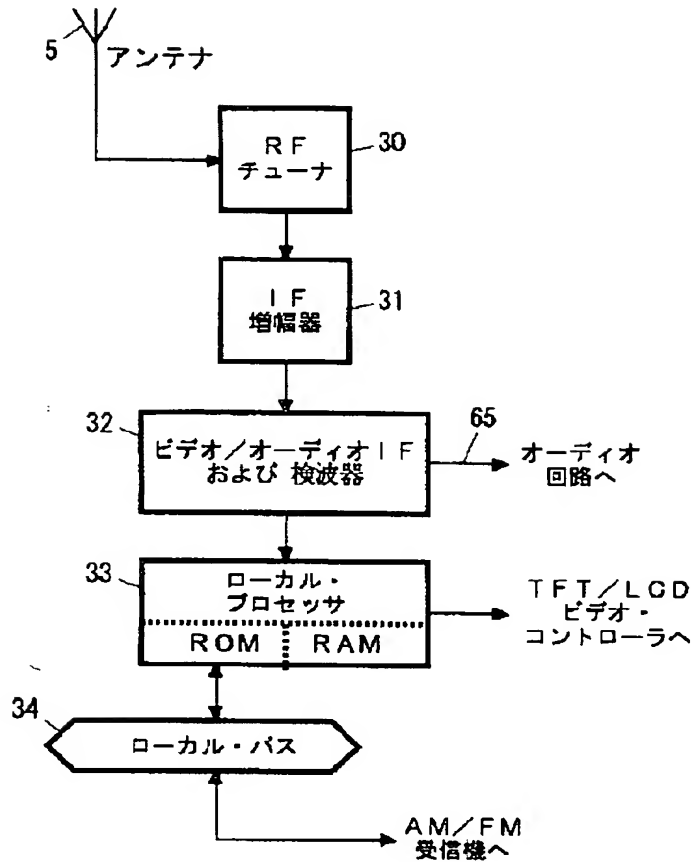 5
アンテナ
RF
チューナ
30
IF
増幅器
31
32
ビデオ/オーディオIF
および 検波器
65
オーディオ
回路へ
33
ローカル・
プロセッサ
ROM
RAM
TFT/LCD
ビデオ・
コントローラへ
34
ローカル・バス
AM/FM
受信機へ